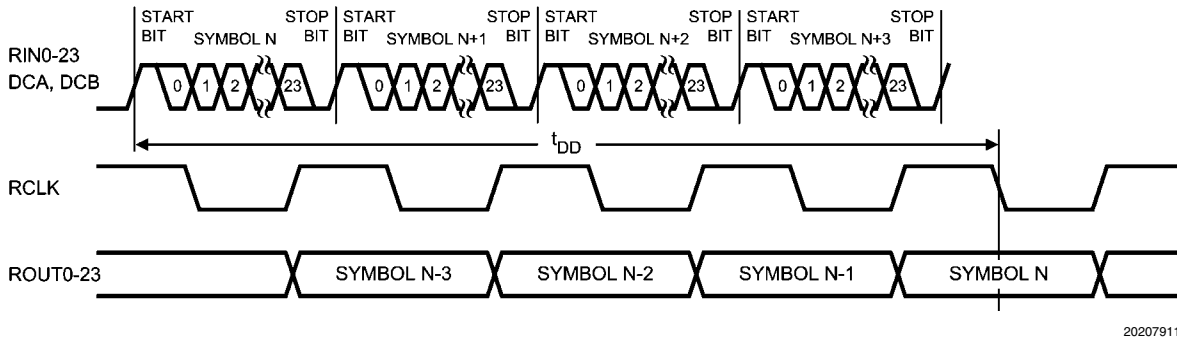 START STOP START STOP START STOP START STOP
BIT SYMBOL N BIT BIT SYMBOL N+1 BIT BIT SYMBOL N+2 BIT BIT SYMBOL N+3 BIT
RIN0-23
DCA, DCB
0 1 2 23 0 1 2 23 0 1 2 23 0 1 2 23
tDD
RCLK
ROUT0-23 SYMBOL N-3 SYMBOL N-2 SYMBOL N-1 SYMBOL N
20207911